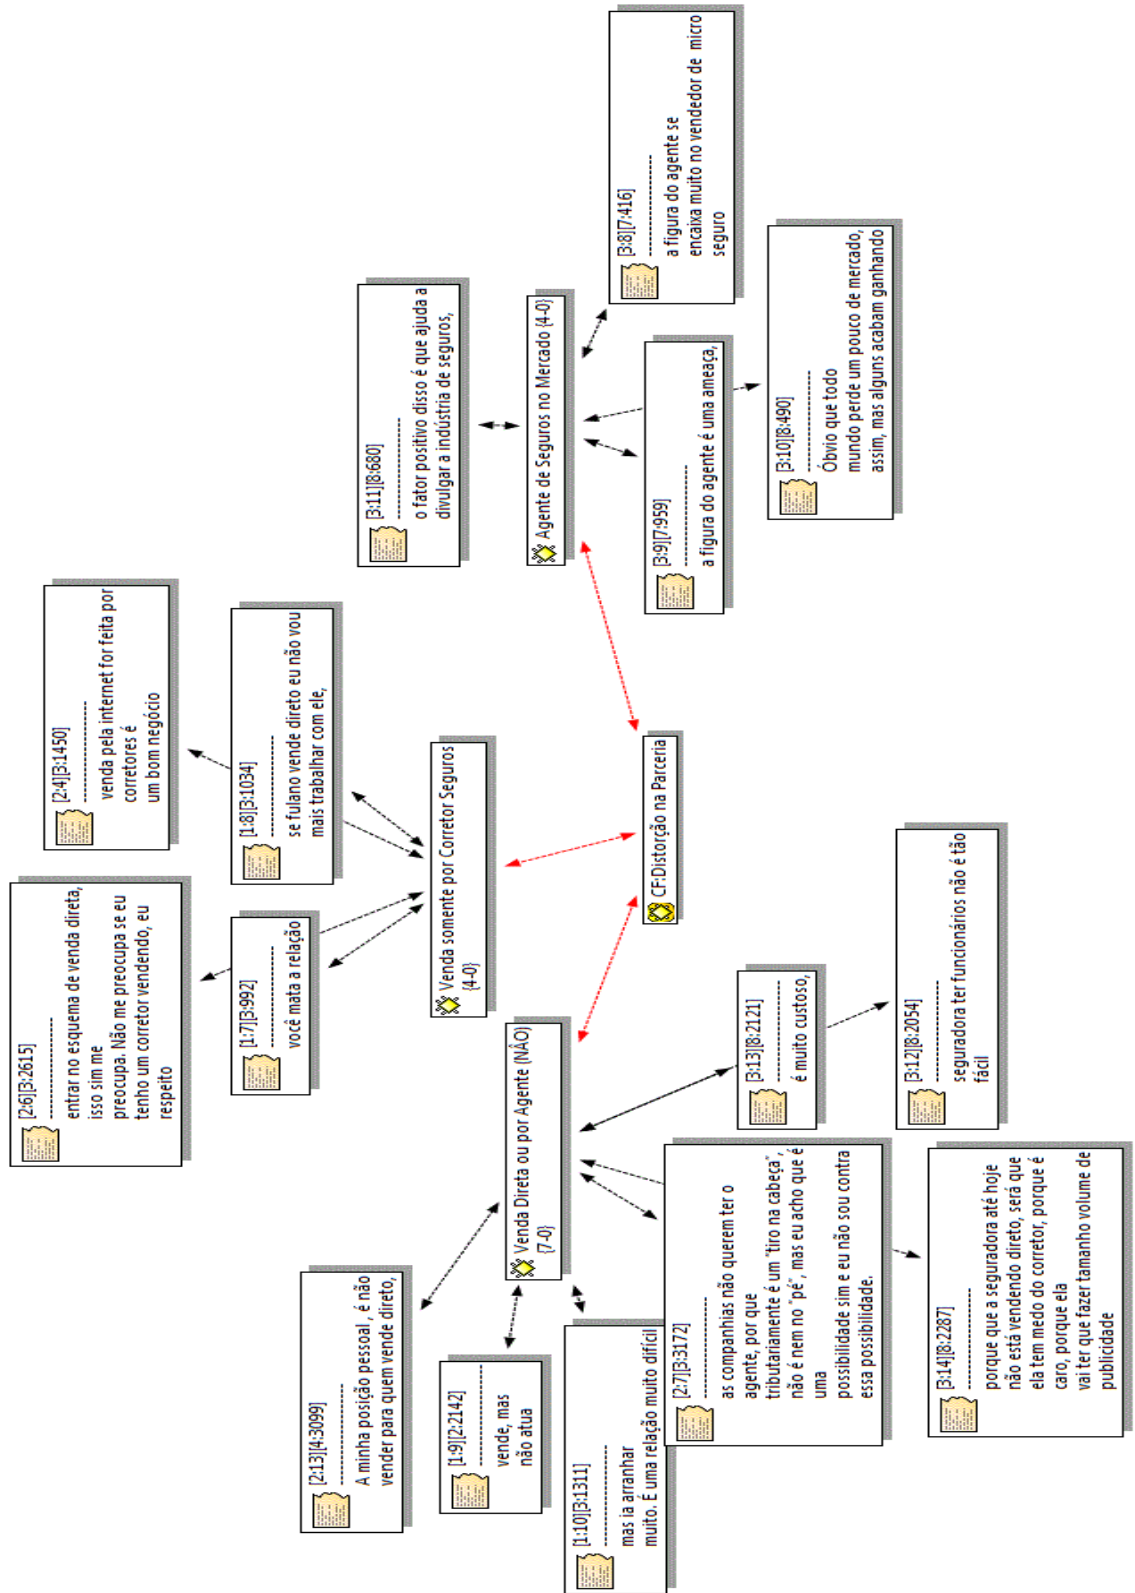 [2:6][3:2615]
entrar no esquema de venda direta,
isso sim me
preocupa. Não me preocupa se eu
tenho um corretor vendendo, eu
respeito
[2:4][3:1450]
venda pela internet for feita por
corretores é
um bom negócio
[1:7][3:992]
você mata a relação
[1:8][3:1034]
se fulano vende direto eu não vou
mais trabalhar com ele,
[3:11][8:680]
o fator positivo disso é que ajuda a
divulgar a indústria de seguros,
[2:13][4:3099]
A minha posição pessoal , é não
vender para quem vende direto,
Venda somente por Corretor Seguros
{4-0}
[1:9][2:2142]
vende, mas
não atua
Venda Direta ou por Agente (NÂO)
{7-0}
Agente de Seguros no Mercado {4-0}
[1:10][3:1311]
mas ia arranhar
muito. É uma relação muito difícil
[3:8][7:416]
a figura do agente se
encaixa muito no vendedor de micro
seguro
CF:Distorção na Parceria
[3:9][7:959]
a figura do agente é uma ameaça,
[2:7][3:3172]
as companhias não querem ter o
agente, por que
tributariamente é um "tiro na cabeça",
não é nem no "pé", mas eu acho que é
uma
possibilidade sim e eu não sou contra
essa possibilidade.
[3:13][8:2121]
é muito custoso,
[3:10][8:490]
Óbvio que todo
mundo perde um pouco de mercado,
assim, mas alguns acabam ganhando
[3:12][8:2054]
seguradora ter funcionários não é tão
fácil
[3:14][8:2287]
porque que a seguradora até hoje
não está vendendo direto, será que
ela tem medo do corretor, porque é
caro, porque ela
vai ter que fazer tamanho volume de
publicidade